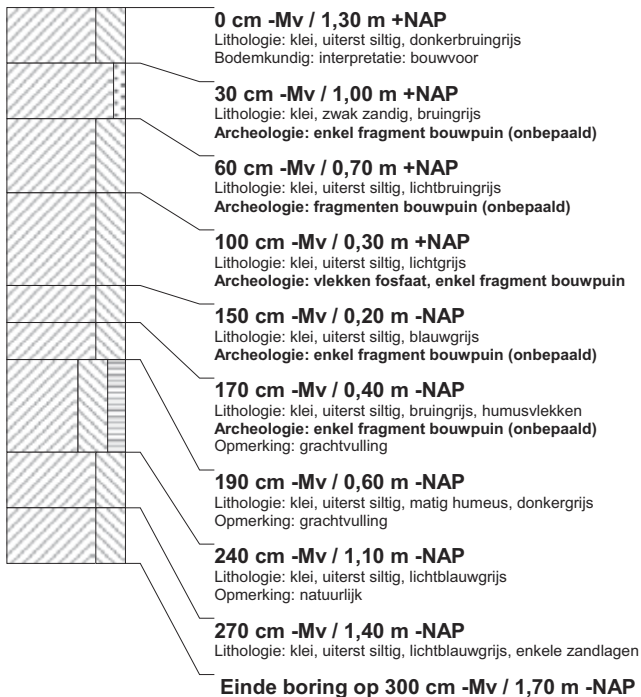 0 cm -Mv / 1,30 m +NAP
Lithologie: klei, uiterst siltig, donkerbruingrijs
Bodemkundig: interpretatie: bouwvoor
30 cm -Mv / 1,00 m +NAP
Lithologie: klei, zwak zandig, bruingrijs
Archeologie: enkel fragment bouwpuin (onbepaald)
60 cm -Mv / 0,70 m +NAP
Lithologie: klei, uiterst siltig, lichtbruingrijs
Archeologie: fragmenten bouwpuin (onbepaald)
100 cm -Mv / 0,30 m +NAP
Lithologie: klei, uiterst siltig, lichtgrijs
Archeologie: vlekken fosfaat, enkel fragment bouwpuin
150 cm -Mv / 0,20 m -NAP
Lithologie: klei, uiterst siltig, blauwgrijs
Archeologie: enkel fragment bouwpuin (onbepaald)
170 cm -Mv / 0,40 m -NAP
Lithologie: klei, uiterst siltig, bruingrijs, humusvlekken
Archeologie: enkel fragment bouwpuin (onbepaald)
Opmerking: grachtvulling
190 cm -Mv / 0,60 m -NAP
Lithologie: klei, uiterst siltig, matig humeus, donkergrijs
Opmerking: grachtvulling
240 cm -Mv / 1,10 m -NAP
Lithologie: klei, uiterst siltig, lichtblauwgrijs
Opmerking: natuurlijk
270 cm -Mv / 1,40 m -NAP
Lithologie: klei, uiterst siltig, lichtblauwgrijs, enkele zandlagen
Einde boring op 300 cm -Mv / 1,70 m -NAP